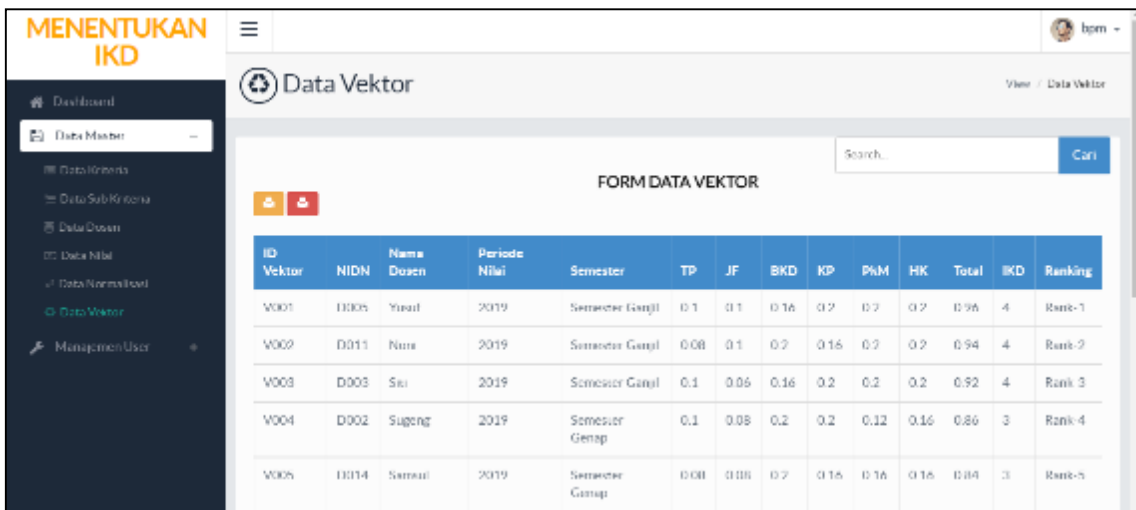 MENENTUKAN
IKD
bpm
Data Vektor
View / Data Vektor
Dashboard
Data Master
Data Kriteria
Data Sub Kriteria
Data Dosen
Data Nilai
Data Normalisasi
Data Vektor
Manajemen User
Search...
Cari
FORM DATA VEKTOR
ID Vektor NIDN Nama Dosen Periode Nilai Semester TP JF BKD KP PkM HK Total IKD Ranking
V001 D005 Yusuf 2019 Semester Ganjil 0.1 0.1 0.16 0.2 0.2 0.2 0.96 4 Rank-1
V002 D011 2019 Semester Ganjil 0.08 0.1 0.2 0.16 0.2 0.2 0.94 4 Rank-2
V003 D003 Siti 2019 Semester Ganjil 0.1 0.06 0.16 0.2 0.2 0.2 0.92 4 Rank-3
V004 D002 Sugeng 2019 Semester Genap 0.1 0.08 0.2 0.2 0.12 0.16 0.86 3 Rank-4
V005 D014 Samsul 2019 Semester Genap 0.08 0.08 0.2 0.16 0.16 0.16 0.84 3 Rank-5